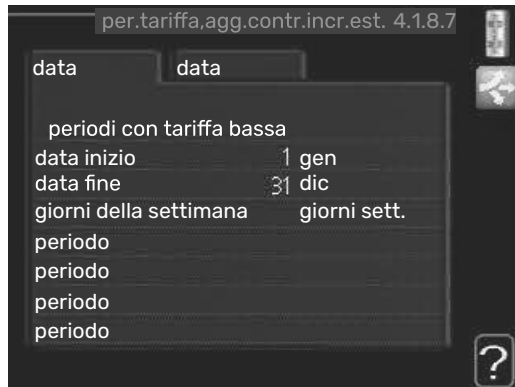 per.tariffa,agg.contr.incr.est. 4.1.8.7
data data
periodi con tariffa bassa
data inizio 1 gen
data fine 31 dic
giorni della settimana giorni sett.
periodo
periodo
periodo
periodo
?